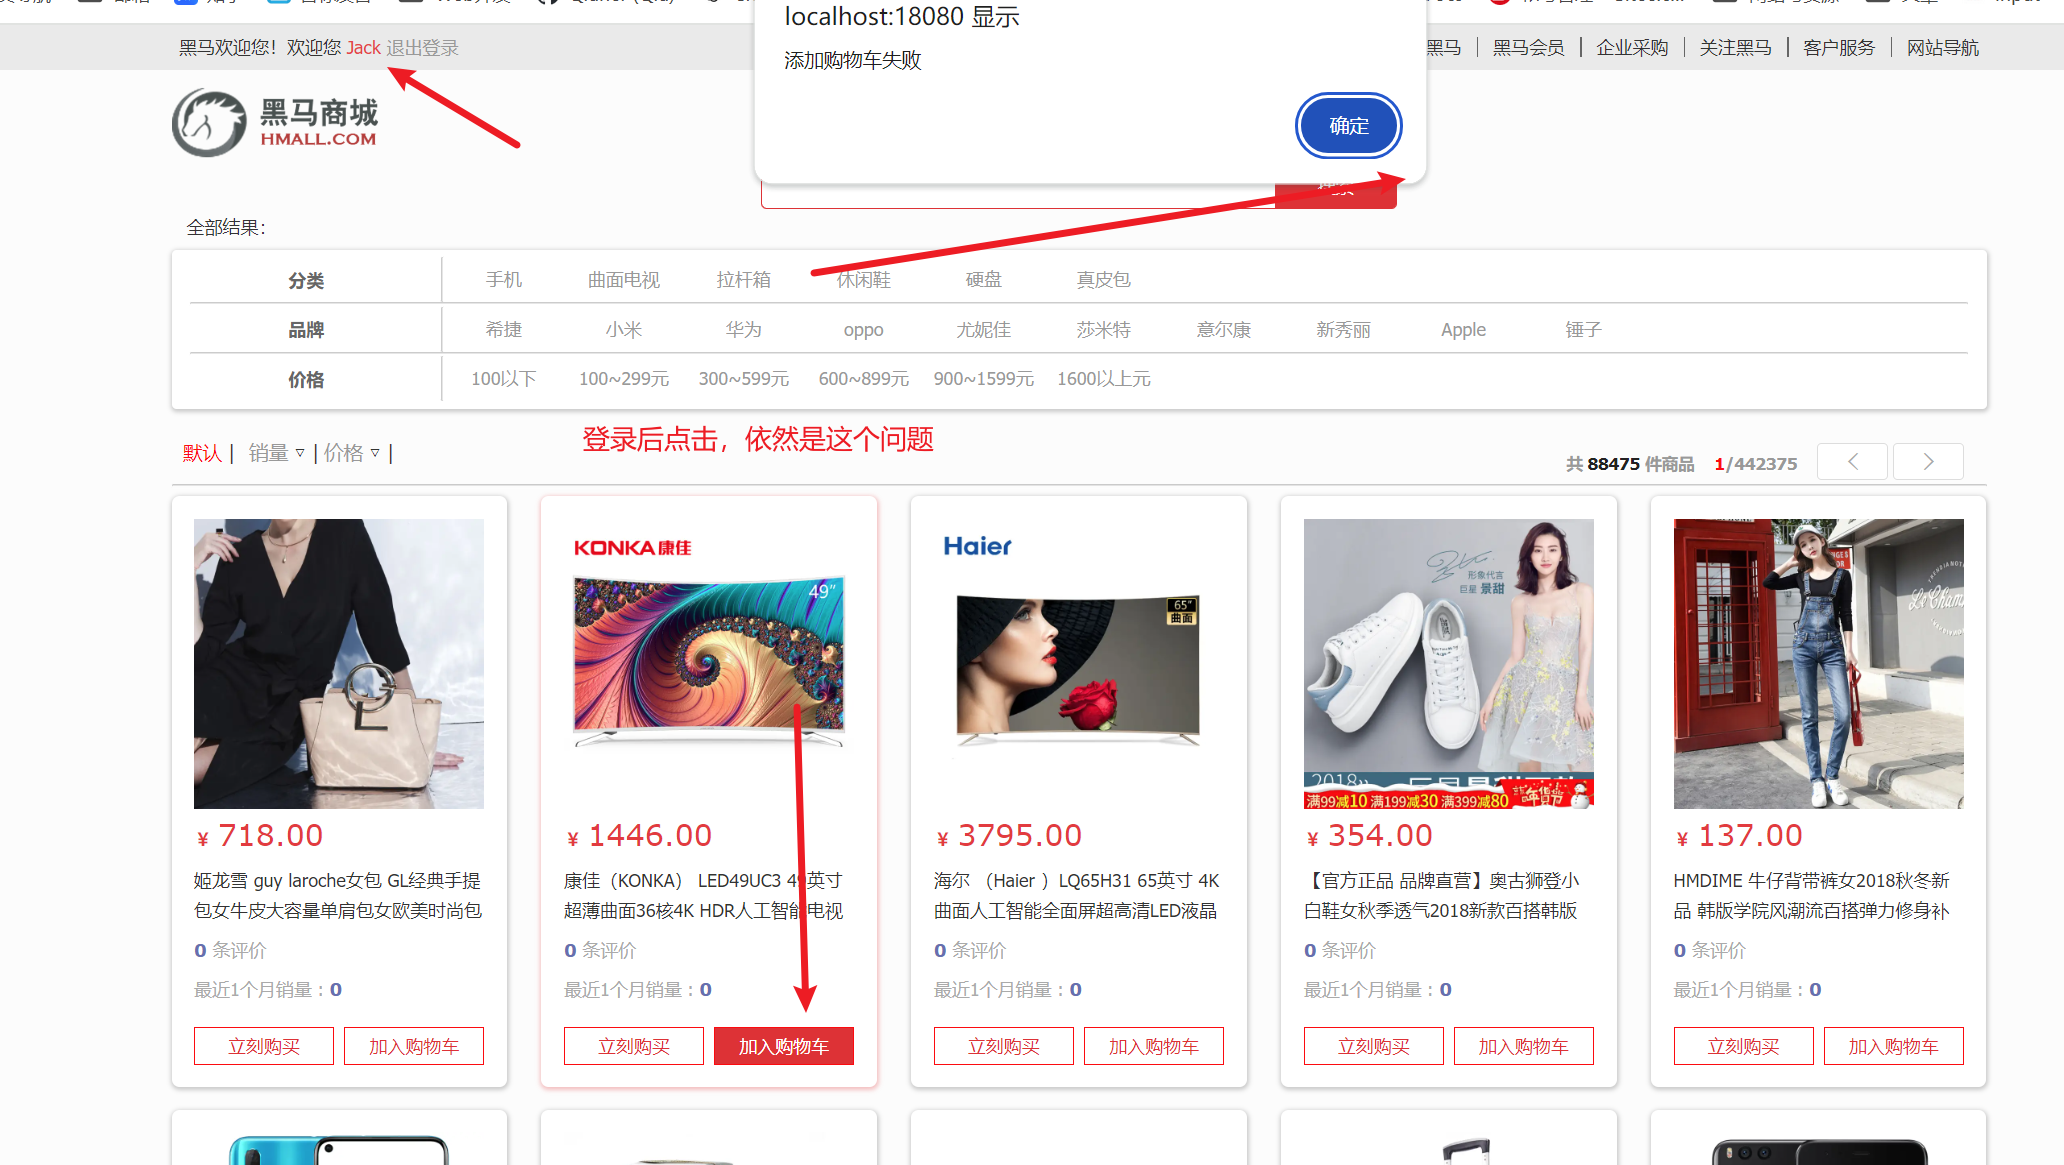 localhost:18080 显示
添加购物车失败
确定
黑马欢迎您！欢迎您 Jack 退出登录
黑马 | 黑马会员 | 企业采购 | 关注黑马 | 客户服务 | 网站导航
黑马商城
HMALL.COM
全部结果：
分类 手机 曲面电视 拉杆箱 休闲鞋 硬盘 真皮包
品牌 希捷 小米 华为 oppo 尤妮佳 莎米特 意尔康 新秀丽 Apple 锤子
价格 100以下 100~299元 300~599元 600~899元 900~1599元 1600以上元
登录后点击，依然是这个问题
默认 | 销量 ▿ | 价格 ▿ |
共 88475 件商品 1/442375 < >
KONKA康佳
49"
Haier
65"
曲面
形象代言
巨星 景甜
满99减10 满199减30 满399减80
¥ 718.00
姬龙雪 guy laroche女包 GL经典手提
包女牛皮大容量单肩包女欧美时尚包
0 条评价
最近1个月销量：0
立刻购买 加入购物车
¥ 1446.00
康佳（KONKA） LED49UC3 49英寸
超薄曲面36核4K HDR人工智能电视
0 条评价
最近1个月销量：0
立刻购买 加入购物车
¥ 3795.00
海尔 （Haier ）LQ65H31 65英寸 4K
曲面人工智能全面屏超高清LED液晶
0 条评价
最近1个月销量：0
立刻购买 加入购物车
¥ 354.00
【官方正品 品牌直营】奥古狮登小
白鞋女秋季透气2018新款百搭韩版
0 条评价
最近1个月销量：0
立刻购买 加入购物车
¥ 137.00
HMDIME 牛仔背带裤女2018秋冬新
品 韩版学院风潮流百搭弹力修身补
0 条评价
最近1个月销量：0
立刻购买 加入购物车